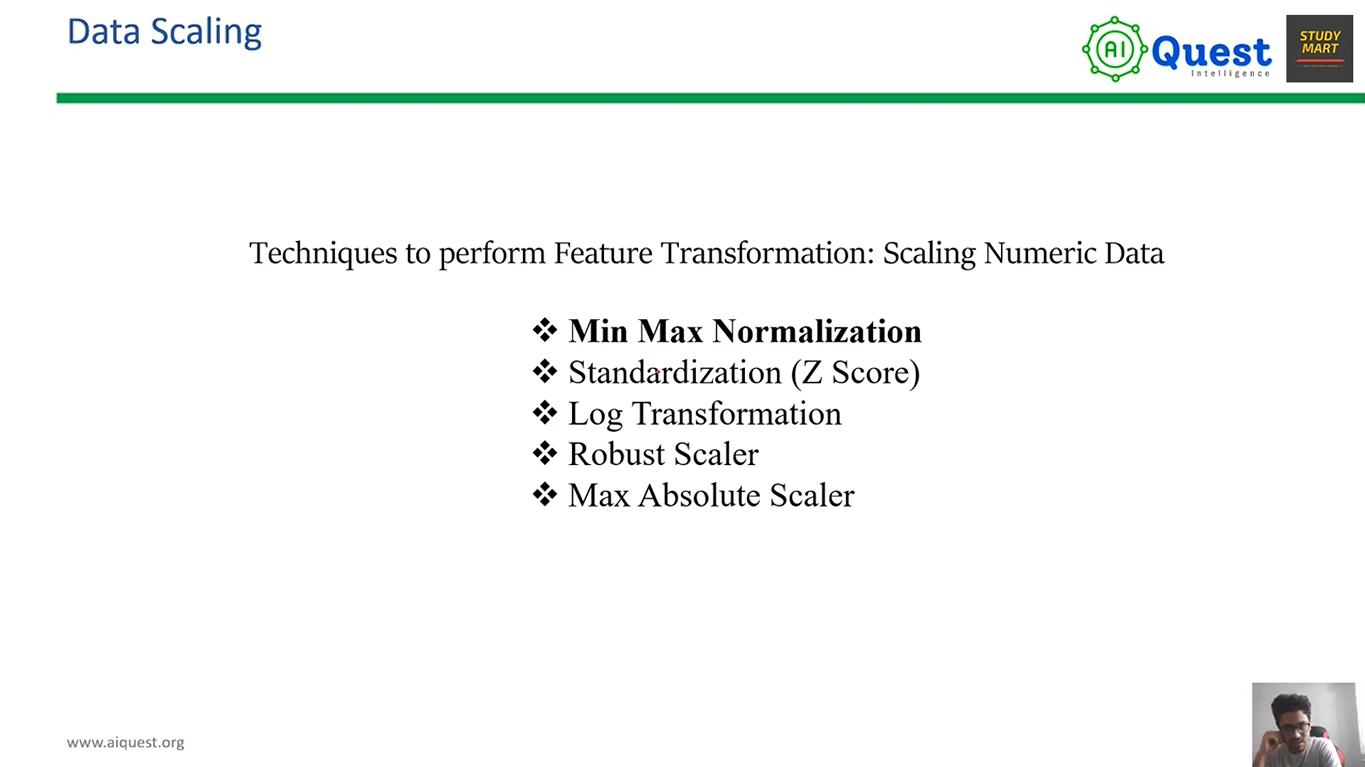 Data Scaling
AI Quest
Intelligence
STUDY
MART
Techniques to perform Feature Transformation: Scaling Numeric Data
❖ Min Max Normalization
❖ Standardization (Z Score)
❖ Log Transformation
❖ Robust Scaler
❖ Max Absolute Scaler
www.aiquest.org